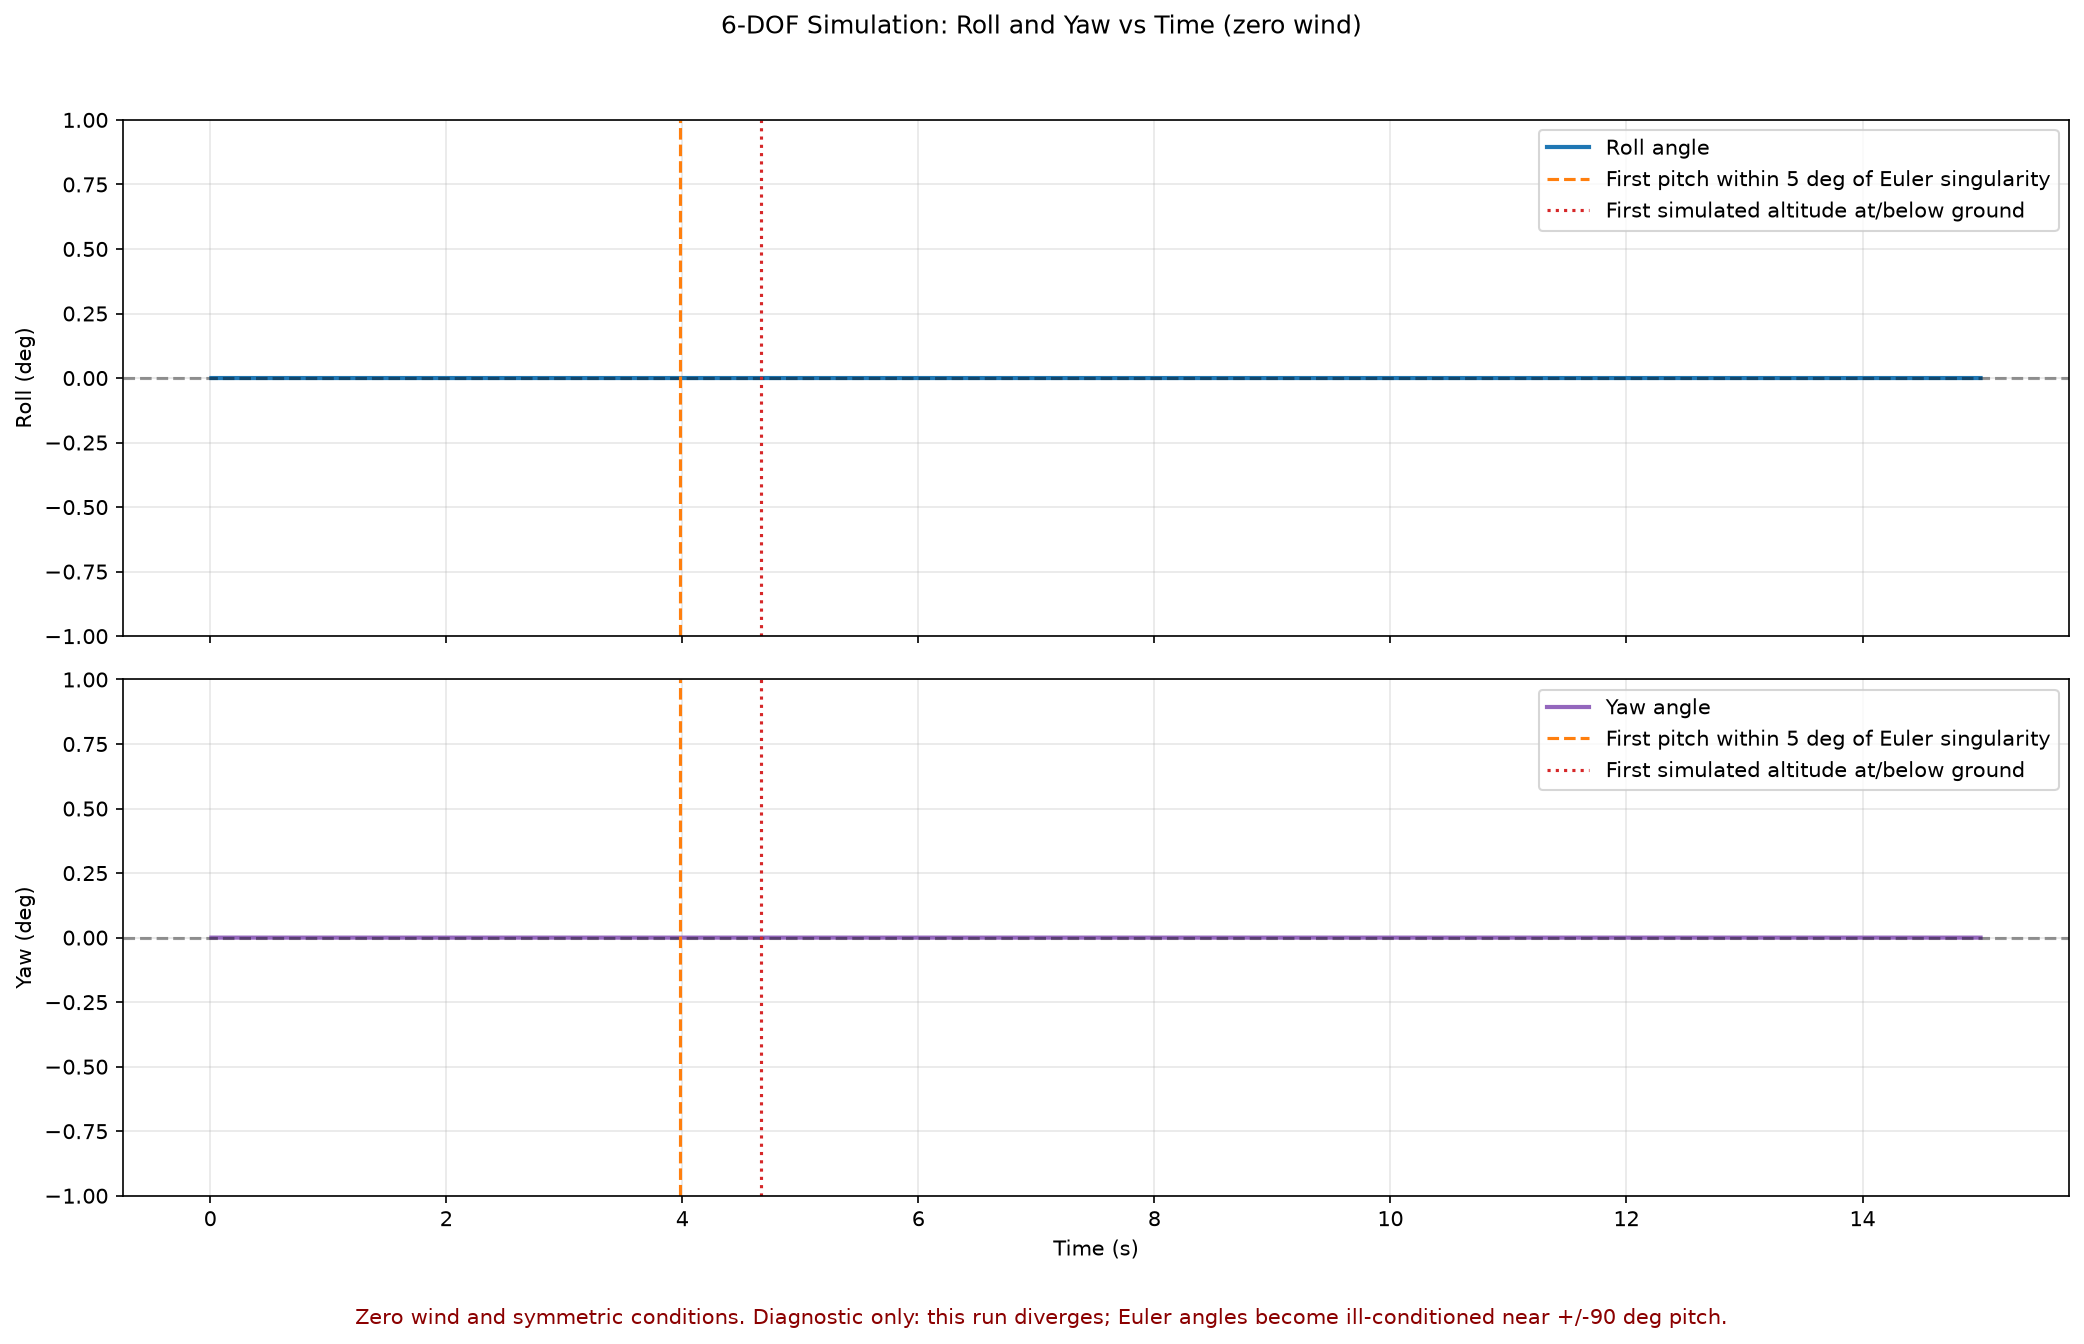 6-DOF Simulation: Roll and Yaw vs Time (zero wind)
1.00
0.75
0.50
0.25
0.00
−0.25
−0.50
−0.75
−1.00
Roll (deg)
Roll angle
First pitch within 5 deg of Euler singularity
First simulated altitude at/below ground
1.00
0.75
0.50
0.25
0.00
−0.25
−0.50
−0.75
−1.00
Yaw (deg)
Yaw angle
First pitch within 5 deg of Euler singularity
First simulated altitude at/below ground
0 2 4 6 8 10 12 14
Time (s)
Zero wind and symmetric conditions. Diagnostic only: this run diverges; Euler angles become ill-conditioned near +/-90 deg pitch.